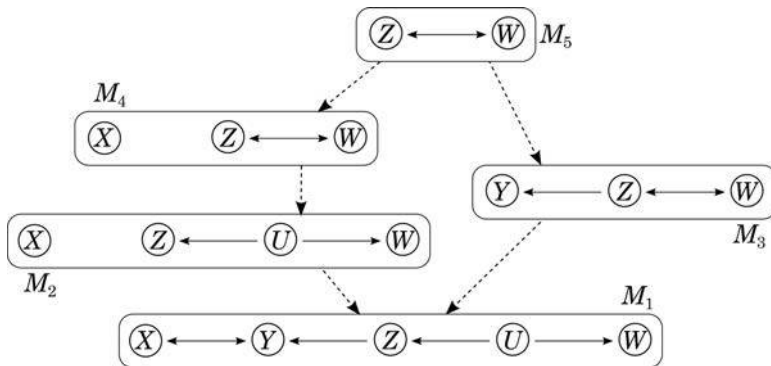 Z W M₅
M₄
X Z W
Y Z W
M₃
X Z U W
M₂
M₁
X Y Z U W